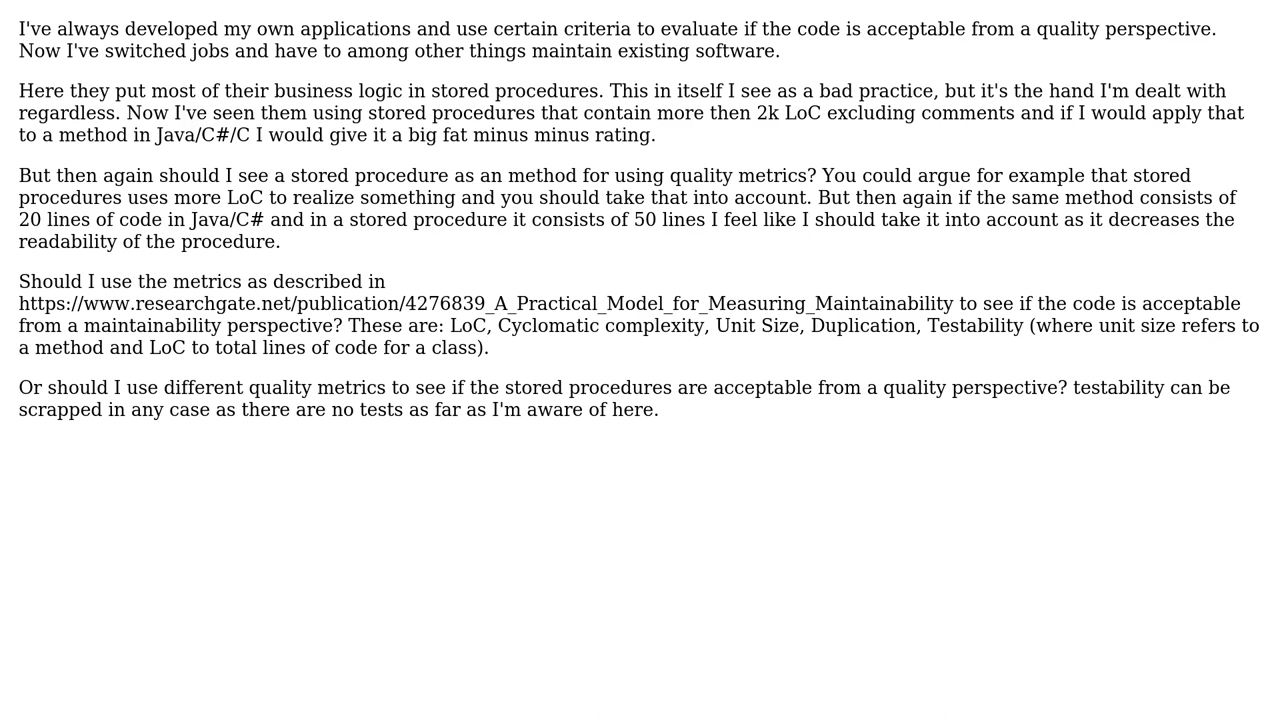 I've always developed my own applications and use certain criteria to evaluate if the code is acceptable from a quality perspective.
Now I've switched jobs and have to among other things maintain existing software.
Here they put most of their business logic in stored procedures. This in itself I see as a bad practice, but it's the hand I'm dealt with
regardless. Now I've seen them using stored procedures that contain more then 2k LoC excluding comments and if I would apply that
to a method in Java/C#/C I would give it a big fat minus minus rating.
But then again should I see a stored procedure as an method for using quality metrics? You could argue for example that stored
procedures uses more LoC to realize something and you should take that into account. But then again if the same method consists of
20 lines of code in Java/C# and in a stored procedure it consists of 50 lines I feel like I should take it into account as it decreases the
readability of the procedure.
Should I use the metrics as described in
https://www.researchgate.net/publication/4276839_A_Practical_Model_for_Measuring_Maintainability to see if the code is acceptable
from a maintainability perspective? These are: LoC, Cyclomatic complexity, Unit Size, Duplication, Testability (where unit size refers to
a method and LoC to total lines of code for a class).
Or should I use different quality metrics to see if the stored procedures are acceptable from a quality perspective? testability can be
scrapped in any case as there are no tests as far as I'm aware of here.